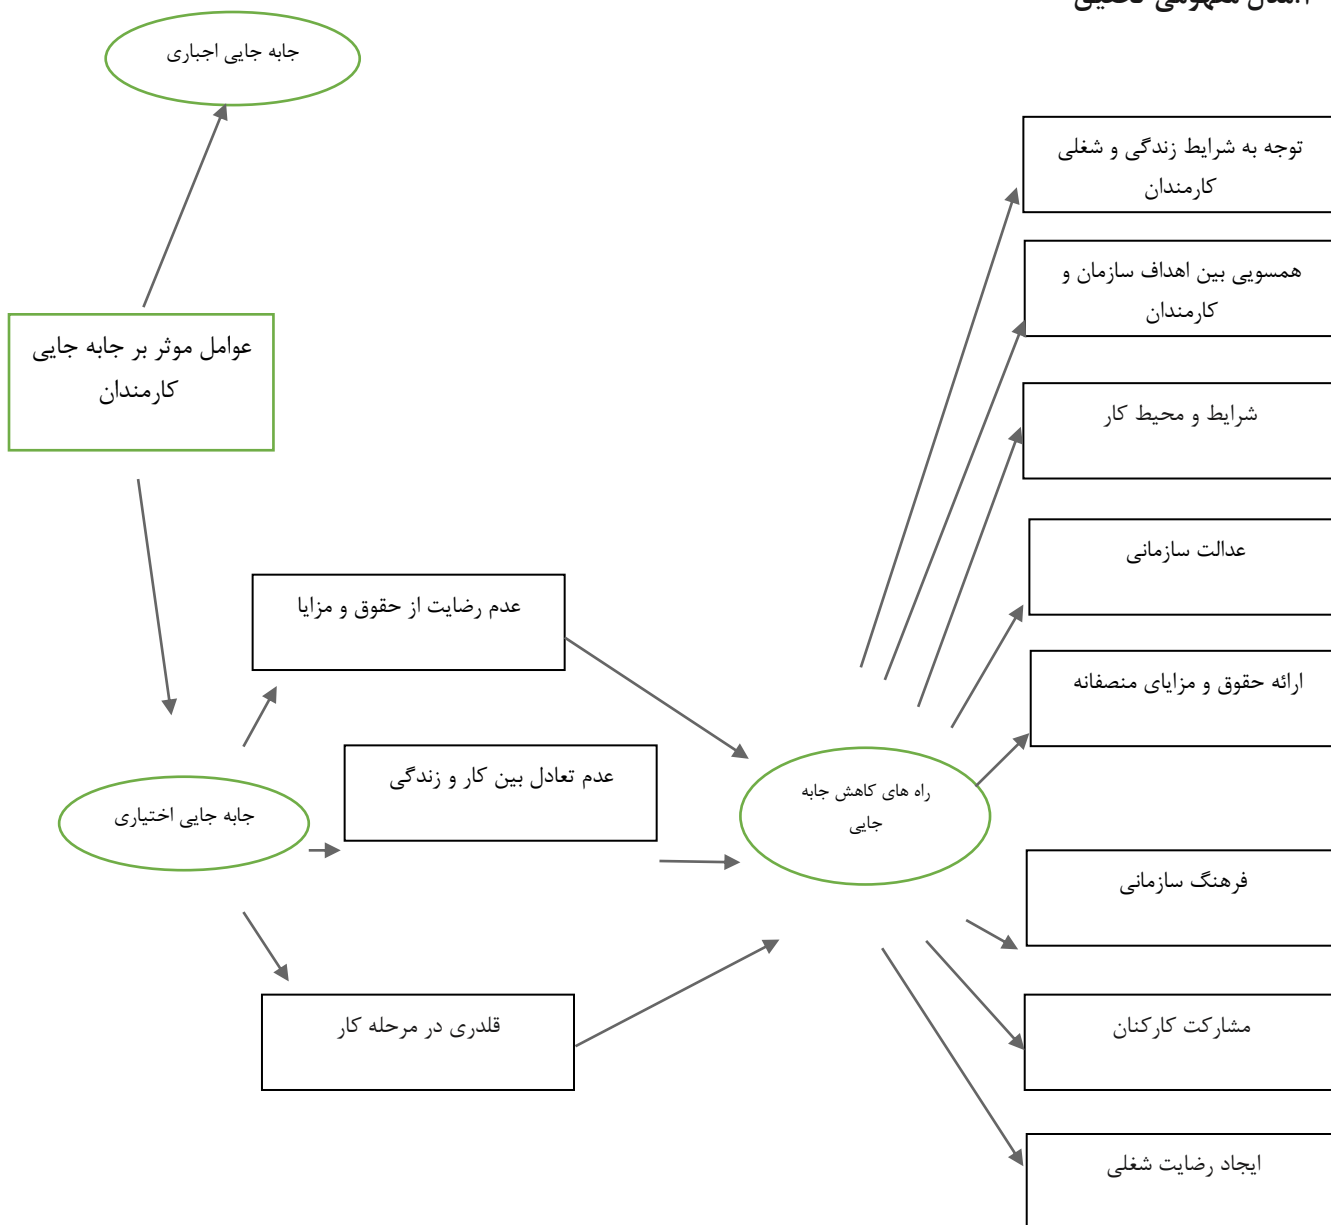 جابه جایی اجباری
توجه به شرایط زندگی و شغلی
کارمندان
همسویی بین اهداف سازمان و
کارمندان
عوامل موثر بر جابه جایی
کارمندان
شرایط و محیط کار
عدالت سازمانی
عدم رضایت از حقوق و مزایا
ارائه حقوق و مزایای منصفانه
عدم تعادل بین کار و زندگی
جابه جایی اختیاری
راه های کاهش جابه
جایی
فرهنگ سازمانی
قلدری در مرحله کار
مشارکت کارکنان
ایجاد رضایت شغلی